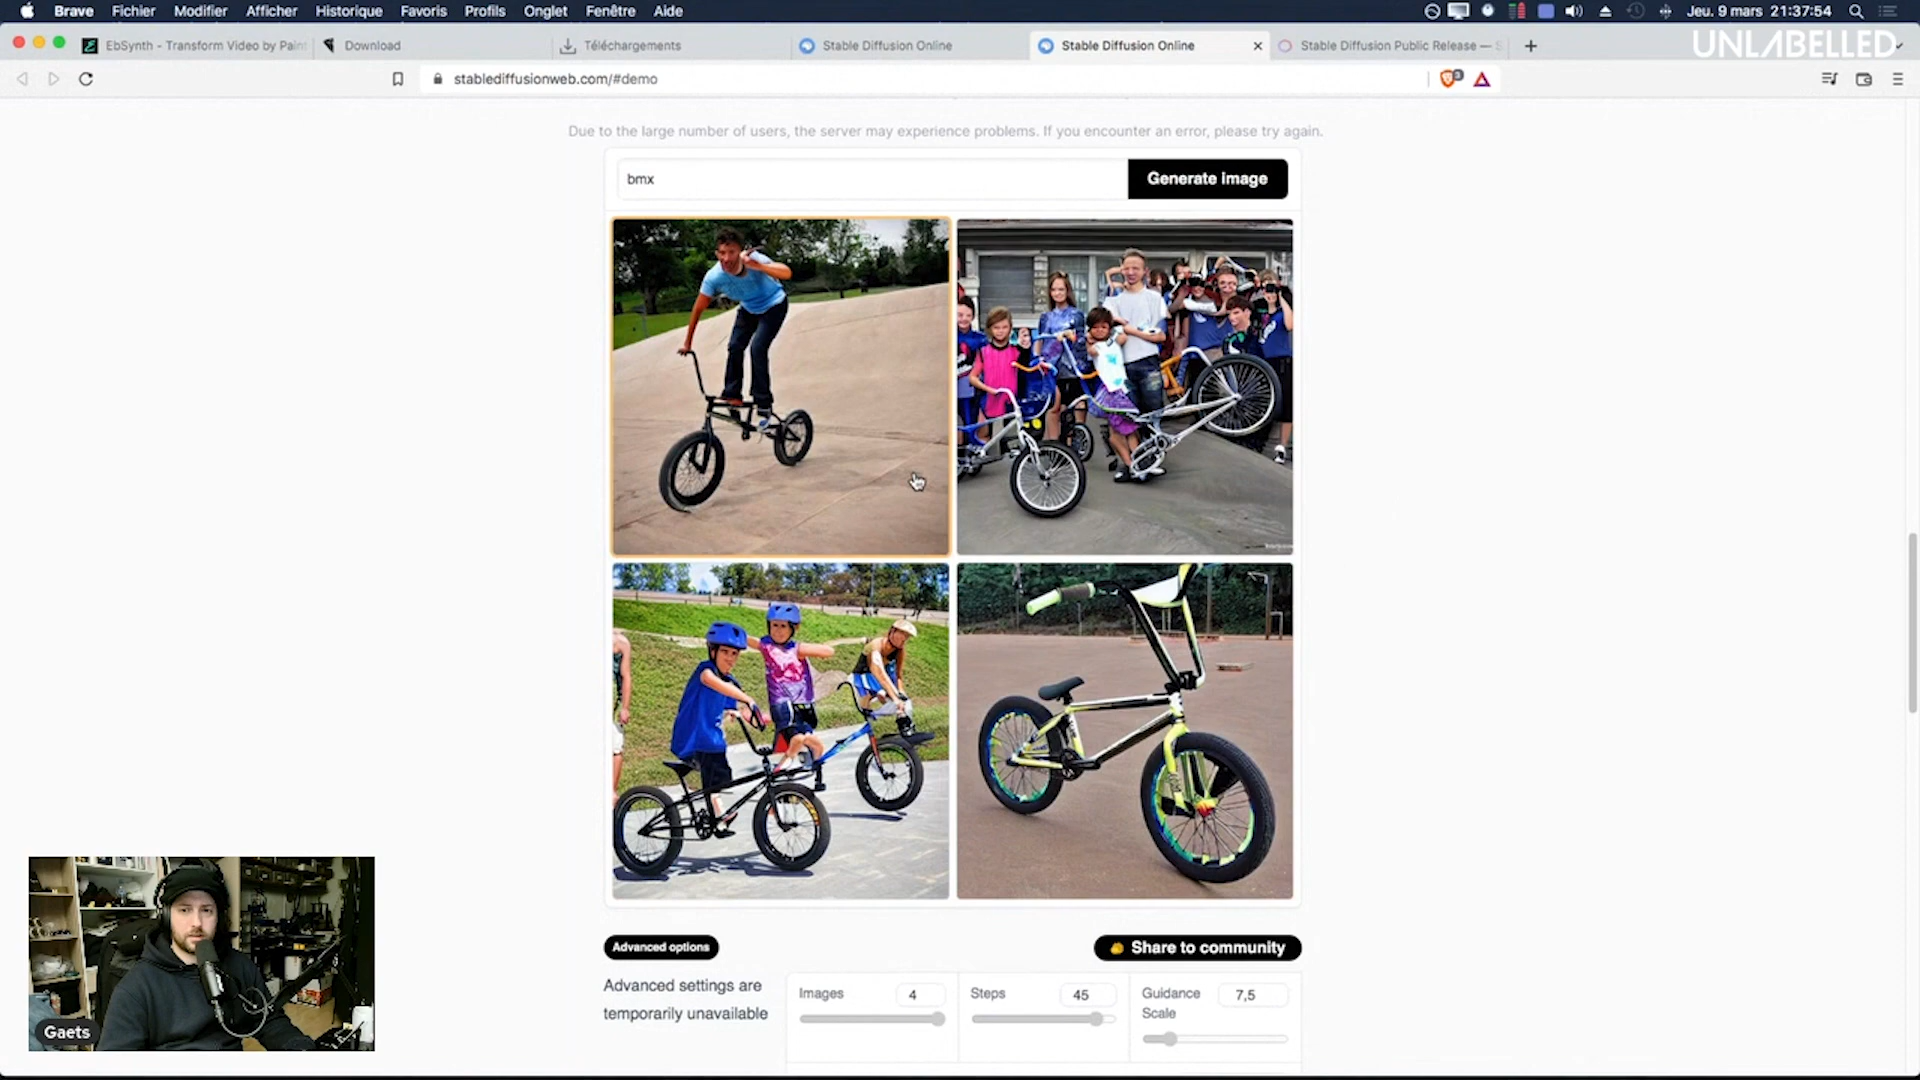 Brave Fichier Modifier Afficher Historique Favoris Profils Onglet Fenêtre Aide Jeu. 9 mars 21:37:54
EbSynth - Transform Video by Pain
Download
Téléchargements
Stable Diffusion Online
Stable Diffusion Online
Stable Diffusion Public Release — S
UNLABELLED
stablediffusionweb.com/#demo
3
Due to the large number of users, the server may experience problems. If you encounter an error, please try again.
bmx
Generate image
Advanced options
Share to community
Advanced settings are
temporarily unavailable
Images 4
Steps 45
Guidance
Scale
7,5
Gaets